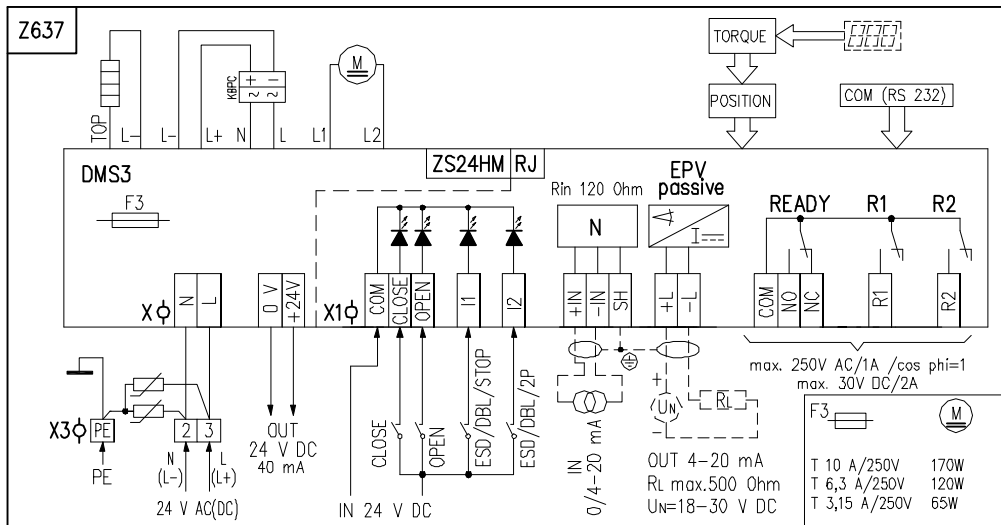 Z637
TORQUE
POSITION
COM (RS 232)
KBPC
+ −
~ ~
M
TOP
L−
L−
L+
N
L
L1
L2
DMS3
F3
ZS24HM
RJ
Rin 120 Ohm
N
EPV
passive
I
READY
R1
R2
X
N
L
0 V
+24V
X1
COM
CLOSE
OPEN
I1
I2
+IN
-IN
SH
+L
-L
COM
NO
NC
R1
R2
X3
PE
2
3
PE
N
(L-)
L
(L+)
24 V AC(DC)
OUT
24 V DC
40 mA
CLOSE
OPEN
ESD/DBL/STOP
ESD/DBL/2P
IN 24 V DC
IN
0/4-20 mA
+
UN
−
RL
OUT 4-20 mA
RL max.500 Ohm
UN=18-30 V DC
max. 250V AC/1A /cos phi=1
max. 30V DC/2A
F3
M
T 10 A/250V 170W
T 6,3 A/250V 120W
T 3,15 A/250V 65W